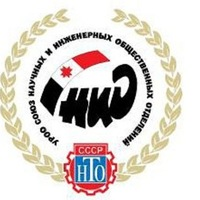 УРОО СОЮЗ НАУЧНЫХ И ИНЖЕНЕРНЫХ ОБЩЕСТВЕННЫХ ОТДЕЛЕНИЙ
СНИО
СССР
НТО